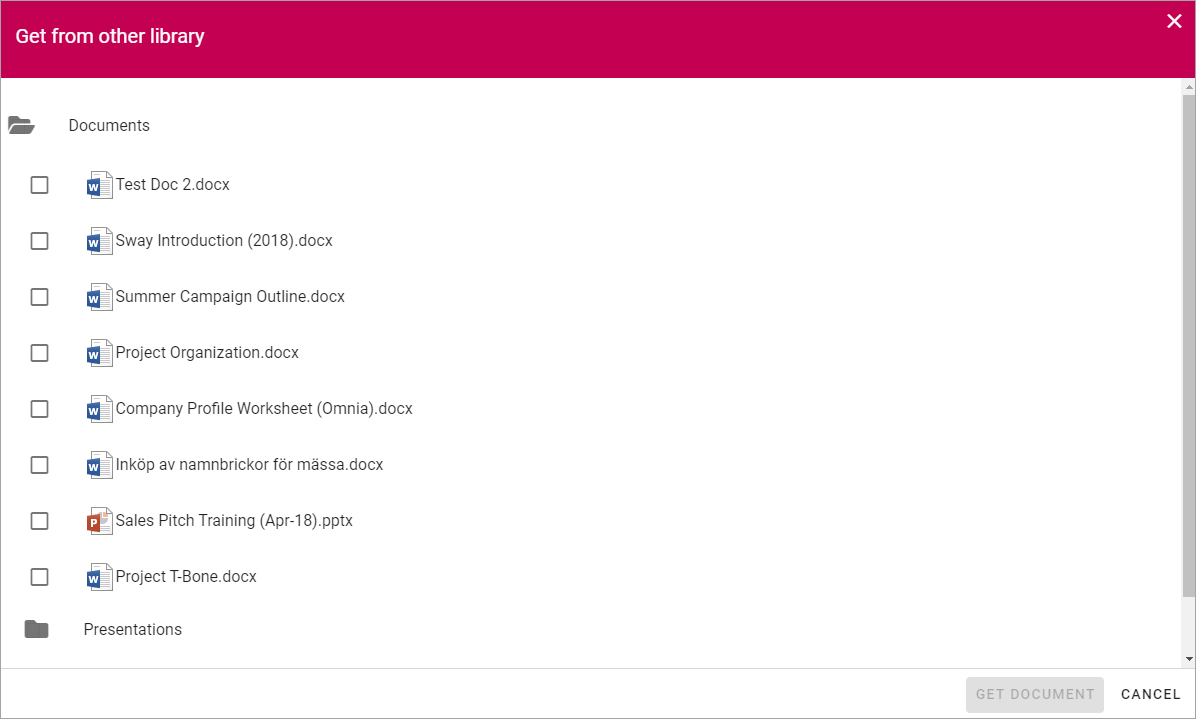 Get from other library
Documents
Test Doc 2.docx
Sway Introduction (2018).docx
Summer Campaign Outline.docx
Project Organization.docx
Company Profile Worksheet (Omnia).docx
Inköp av namnbrickor för mässa.docx
Sales Pitch Training (Apr-18).pptx
Project T-Bone.docx
Presentations
GET DOCUMENT CANCEL